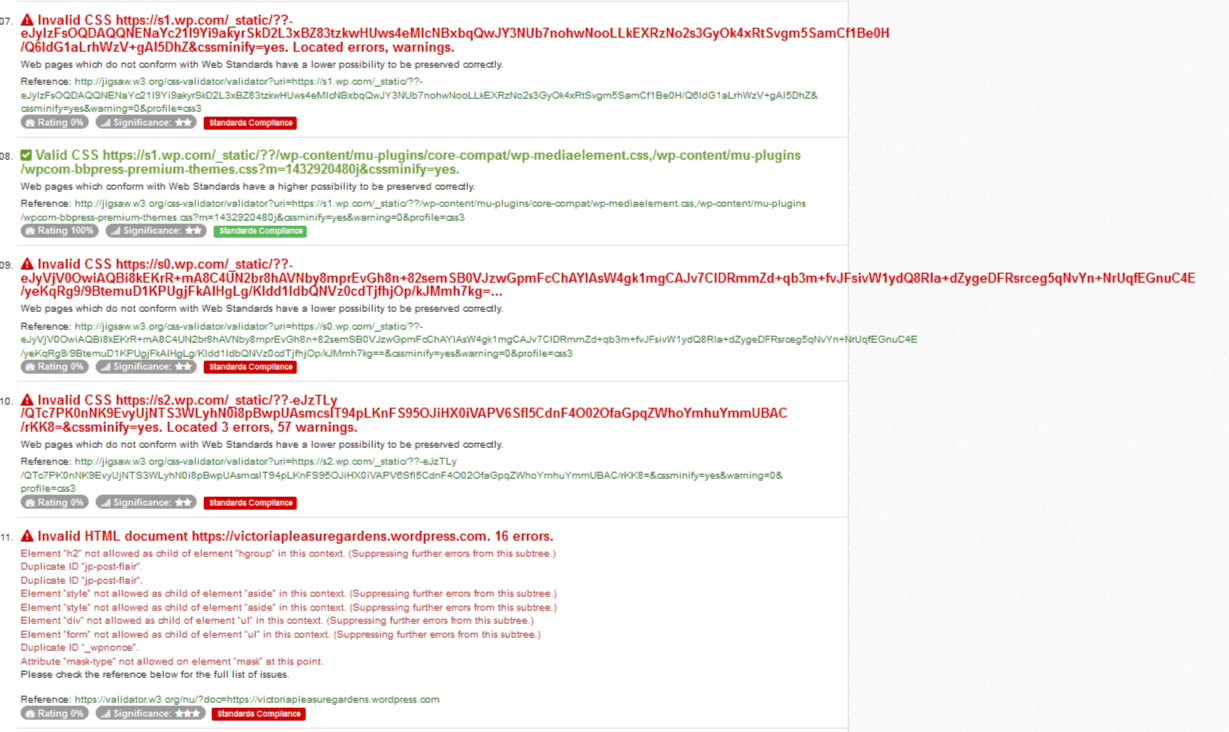 07. Invalid CSS https://s1.wp.com/_static/??-
eJyIzFsOQDAQQNENaYc21I9Yi9akyrSkD2L3xBZ83tzkwHUws4eMIcNBxbqQwJY3NUb7nohwNooLLkEXRzNo2s3GyOk4xRtSvgm5SamCf1Be0H
/Q6IdG1aLrhWzV+gAI5DhZ&cssminify=yes. Located errors, warnings.
Web pages which do not conform with Web Standards have a lower possibility to be preserved correctly.
Reference: http://jigsaw.w3.org/css-validator/validator?uri=https://s1.wp.com/_static/??-
eJyIzFsOQDAQQNENaYc21I9Yi9akyrSkD2L3xBZ83tzkwHUws4eMIcNBxbqQwJY3NUb7nohwNooLLkEXRzNo2s3GyOk4xRtSvgm5SamCf1Be0H/Q6IdG1aLrhWzV+gAI5DhZ&
cssminify=yes&warning=0&profile=css3
Rating 0% Significance: ★★ Standards Compliance
08. Valid CSS https://s1.wp.com/_static/??/wp-content/mu-plugins/core-compat/wp-mediaelement.css,/wp-content/mu-plugins
/wpcom-bbpress-premium-themes.css?m=1432920480j&cssminify=yes.
Web pages which conform with Web Standards have a higher possibility to be preserved correctly.
Reference: http://jigsaw.w3.org/css-validator/validator?uri=https://s1.wp.com/_static/??/wp-content/mu-plugins/core-compat/wp-mediaelement.css,/wp-content/mu-plugins
/wpcom-bbpress-premium-themes.css?m=1432920480j&cssminify=yes&warning=0&profile=css3
Rating 100% Significance: ★★ Standards Compliance
09. Invalid CSS https://s0.wp.com/_static/??-
eJyVjV0OwiAQBi8kEKrR+mA8C4UN2br8hAVNby8mprEvGh8n+82semSB0VJzwGpmFcChAYIAsW4gk1mgCAJv7CIDRmmZd+qb3m+fvJFsivW1ydQ8RIa+dZygeDFRsrceg5qNvYn+NrUqfEGnuC4E
/yeKqRg9/9BtemuD1KPUgjFkAIHgLg/KIdd1IdbQNVz0cdTjfhjOp/kJMmh7kg=...
Web pages which do not conform with Web Standards have a lower possibility to be preserved correctly.
Reference: http://jigsaw.w3.org/css-validator/validator?uri=https://s0.wp.com/_static/??-
eJyVjV0OwiAQBi8kEKrR+mA8C4UN2br8hAVNby8mprEvGh8n+82semSB0VJzwGpmFcChAYIAsW4gk1mgCAJv7CIDRmmZd+qb3m+fvJFsivW1ydQ8RIa+dZygeDFRsrceg5qNvYn+NrUqfEGnuC4E
/yeKqRg9/9BtemuD1KPUgjFkAIHgLg/KIdd1IdbQNVz0cdTjfhjOp/kJMmh7kg==&cssminify=yes&warning=0&profile=css3
Rating 0% Significance: ★★ Standards Compliance
10. Invalid CSS https://s2.wp.com/_static/??-eJzTLy
/QTc7PK0nNK9EvyUjNTS3WLyhN0i8pBwpUAsmcsIT94pLKnFS95OJiHX0iVAPV6SfI5CdnF4O02OfaGpqZWhoYmhuYmmUBAC
/rKK8=&cssminify=yes. Located 3 errors, 57 warnings.
Web pages which do not conform with Web Standards have a lower possibility to be preserved correctly.
Reference: http://jigsaw.w3.org/css-validator/validator?uri=https://s2.wp.com/_static/??-eJzTLy
/QTc7PK0nNK9EvyUjNTS3WLyhN0i8pBwpUAsmcsIT94pLKnFS95OJiHX0iVAPV6SfI5CdnF4O02OfaGpqZWhoYmhuYmmUBAC/rKK8=&cssminify=yes&warning=0&
profile=css3
Rating 0% Significance: ★★ Standards Compliance
11. Invalid HTML document https://victoriapleasuregardens.wordpress.com. 16 errors.
Element "h2" not allowed as child of element "hgroup" in this context. (Suppressing further errors from this subtree.)
Duplicate ID "jp-post-flair".
Duplicate ID "jp-post-flair".
Element "style" not allowed as child of element "aside" in this context. (Suppressing further errors from this subtree.)
Element "style" not allowed as child of element "aside" in this context. (Suppressing further errors from this subtree.)
Element "div" not allowed as child of element "ul" in this context. (Suppressing further errors from this subtree.)
Element "form" not allowed as child of element "ul" in this context. (Suppressing further errors from this subtree.)
Duplicate ID "_wpnonce".
Attribute "mask-type" not allowed on element "mask" at this point.
Please check the reference below for the full list of issues.
Reference: https://validator.w3.org/nu/?doc=https://victoriapleasuregardens.wordpress.com
Rating 0% Significance: ★★★ Standards Compliance